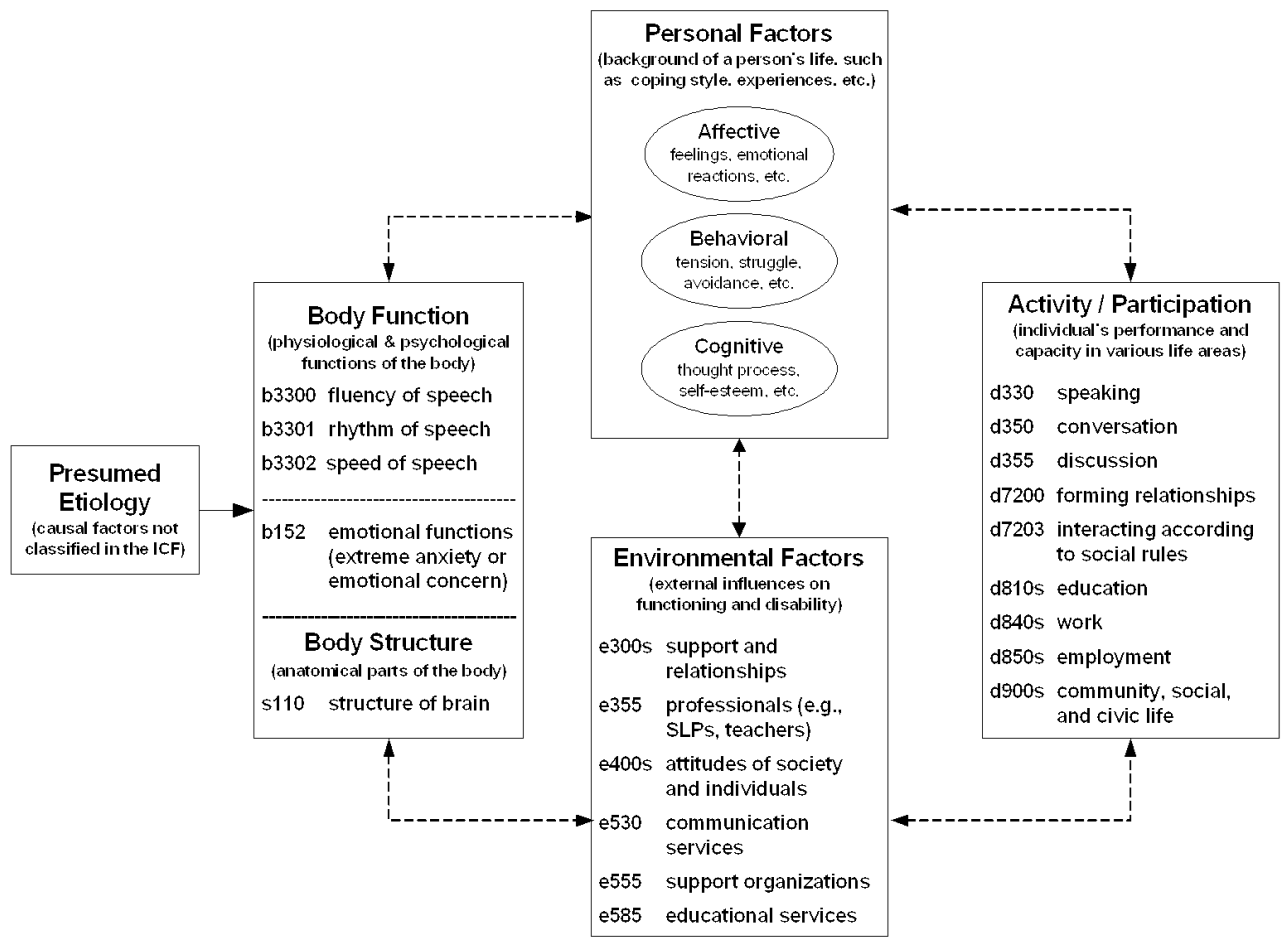 Personal Factors
(background of a person's life. such
as coping style. experiences. etc.)
Affective
feelings, emotional
reactions, etc.
Behavioral
tension, struggle,
avoidance, etc.
Cognitive
thought process,
self-esteem, etc.
Presumed
Etiology
(causal factors not
classified in the ICF)
Body Function
(physiological & psychological
functions of the body)
b3300 fluency of speech
b3301 rhythm of speech
b3302 speed of speech
b152 emotional functions
(extreme anxiety or
emotional concern)
Body Structure
(anatomical parts of the body)
s110 structure of brain
Environmental Factors
(external influences on
functioning and disability)
e300s support and
relationships
e355 professionals (e.g.,
SLPs, teachers)
e400s attitudes of society
and individuals
e530 communication
services
e555 support organizations
e585 educational services
Activity / Participation
(individual's performance and
capacity in various life areas)
d330 speaking
d350 conversation
d355 discussion
d7200 forming relationships
d7203 interacting according
to social rules
d810s education
d840s work
d850s employment
d900s community, social,
and civic life